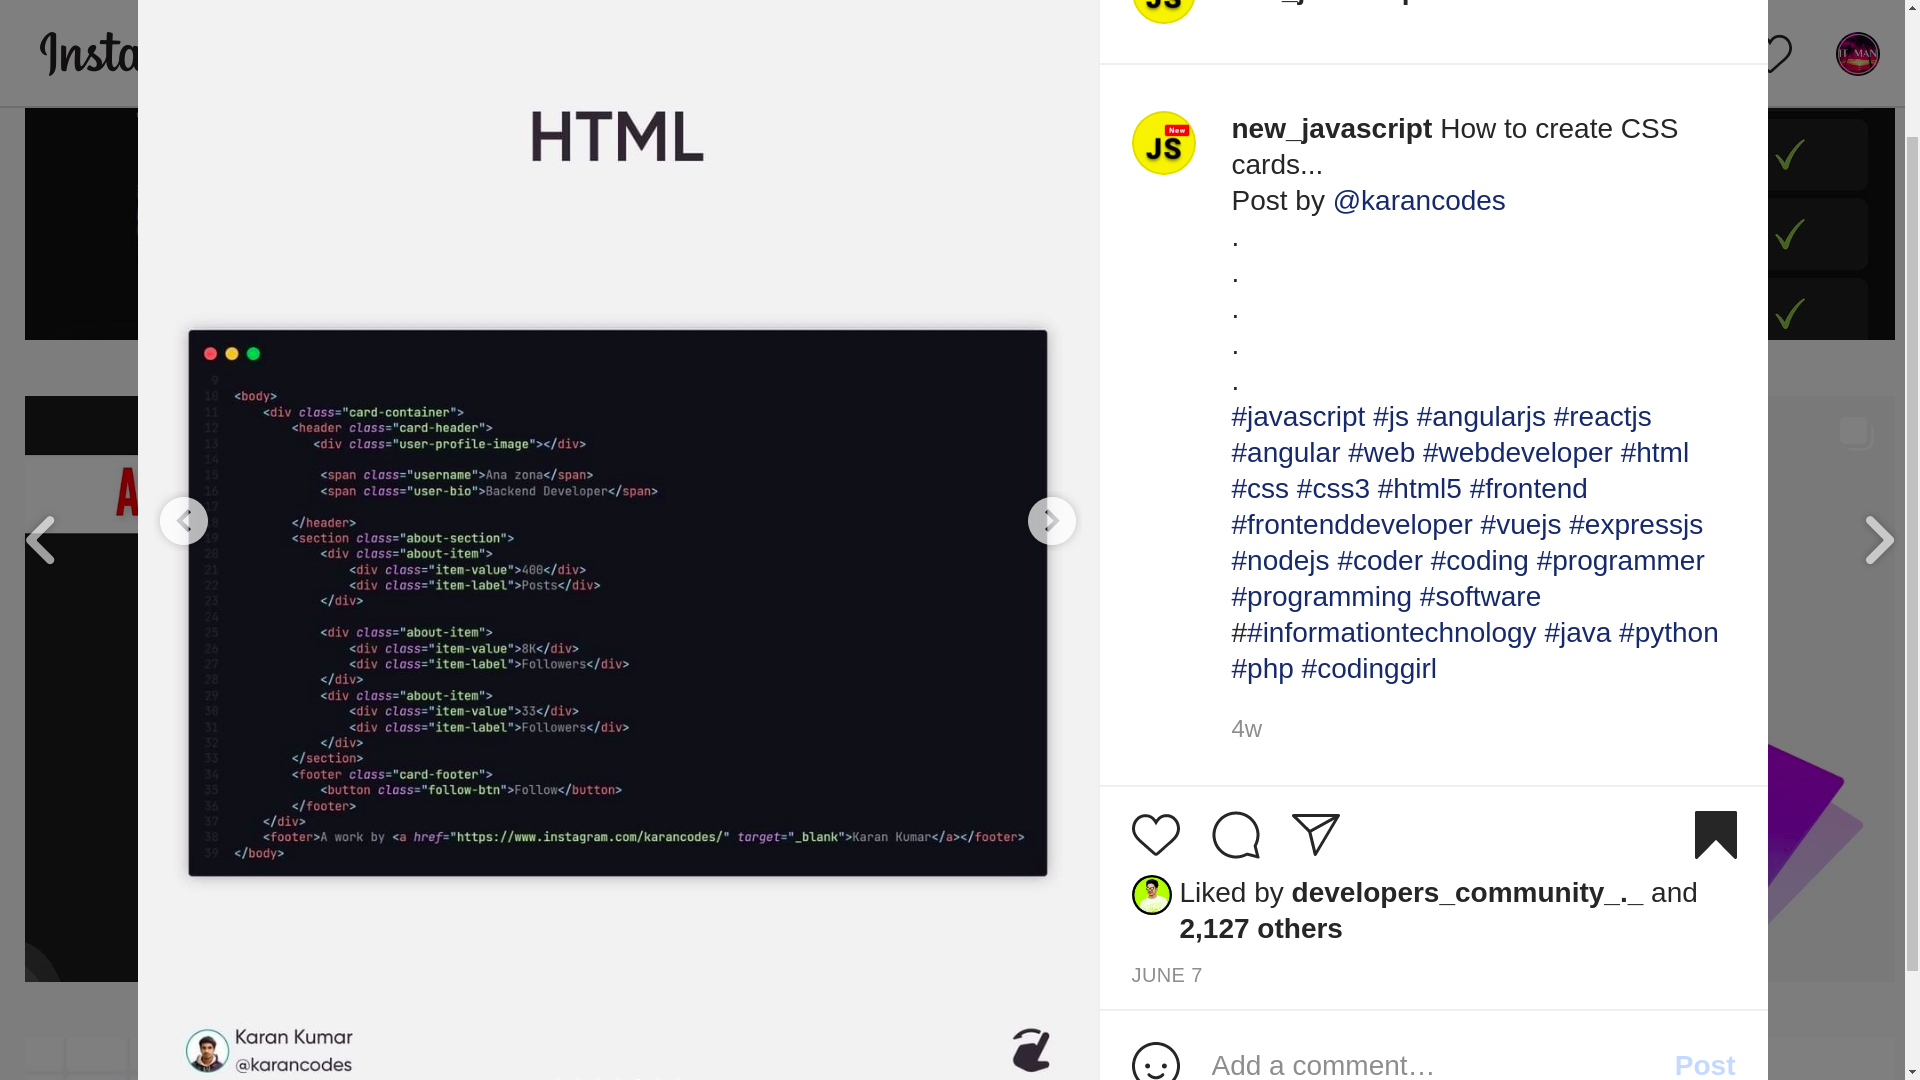 Insta
IT MAN
HTML
9
10 <body>
11 <div class="card-container">
12 <header class="card-header">
13 <div class="user-profile-image"></div>
14
15 <span class="username">Ana zona</span>
16 <span class="user-bio">Backend Developer</span>
17
18 </header>
19 <section class="about-section">
20 <div class="about-item">
21 <div class="item-value">400</div>
22 <div class="item-label">Posts</div>
23 </div>
24
25 <div class="about-item">
26 <div class="item-value">8K</div>
27 <div class="item-label">Followers</div>
28 </div>
29 <div class="about-item">
30 <div class="item-value">33</div>
31 <div class="item-label">Followers</div>
32 </div>
33 </section>
34 <footer class="card-footer">
35 <button class="follow-btn">Follow</button>
36 </footer>
37 </div>
38 <footer>A work by <a href="https://www.instagram.com/karancodes/" target="_blank">Karan Kumar</a></footer>
39 </body>
Karan Kumar
@karancodes
New
JS
new_javascript How to create CSS
cards...
Post by @karancodes
.
.
.
.
.
#javascript #js #angularjs #reactjs
#angular #web #webdeveloper #html
#css #css3 #html5 #frontend
#frontenddeveloper #vuejs #expressjs
#nodejs #coder #coding #programmer
#programming #software
##informationtechnology #java #python
#php #codinggirl
4w
Liked by developers_community_._ and
2,127 others
JUNE 7
Add a comment…
Post